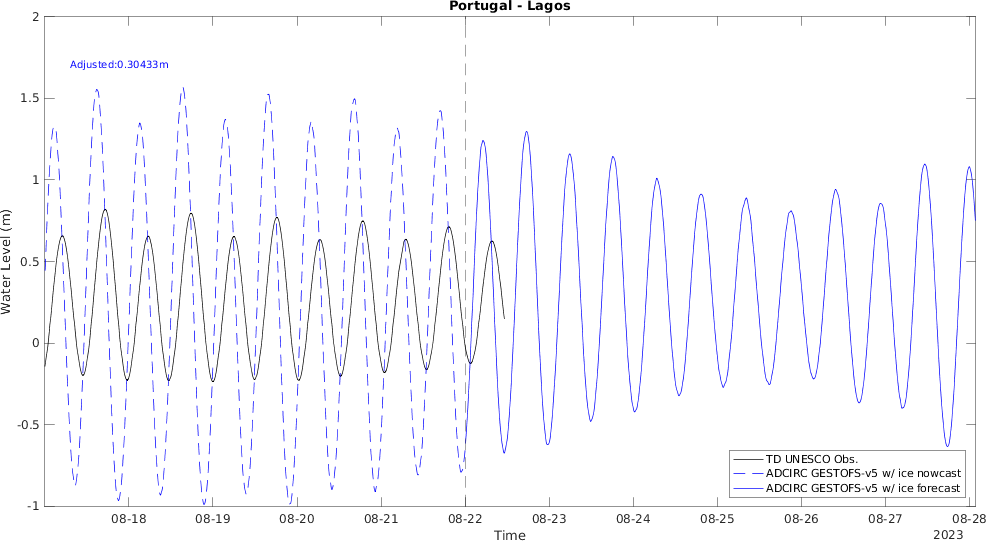 Portugal - Lagos
Adjusted:0.30433m
Water Level (m)
2
1.5
1
0.5
0
-0.5
-1
08-18
08-19
08-20
08-21
08-22
08-23
08-24
08-25
08-26
08-27
08-28
Time
2023
TD UNESCO Obs.
ADCIRC GESTOFS-v5 w/ ice nowcast
ADCIRC GESTOFS-v5 w/ ice forecast